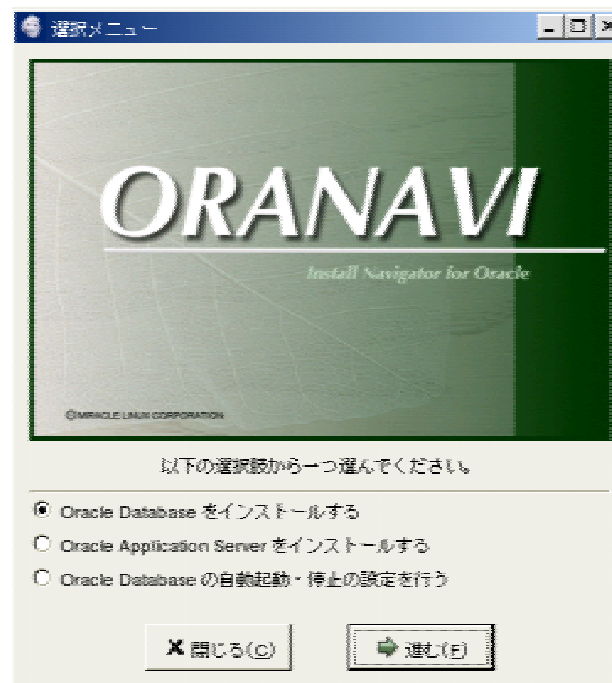 選択メニュー
ORANAVI
Install Navigator for Oracle
©MIRACLE LINUX CORPORATION
以下の選択肢から一つ選んでください。
Oracle Database をインストールする
Oracle Application Server をインストールする
Oracle Database の自動起動・停止の設定を行う
閉じる(C)
進む(F)